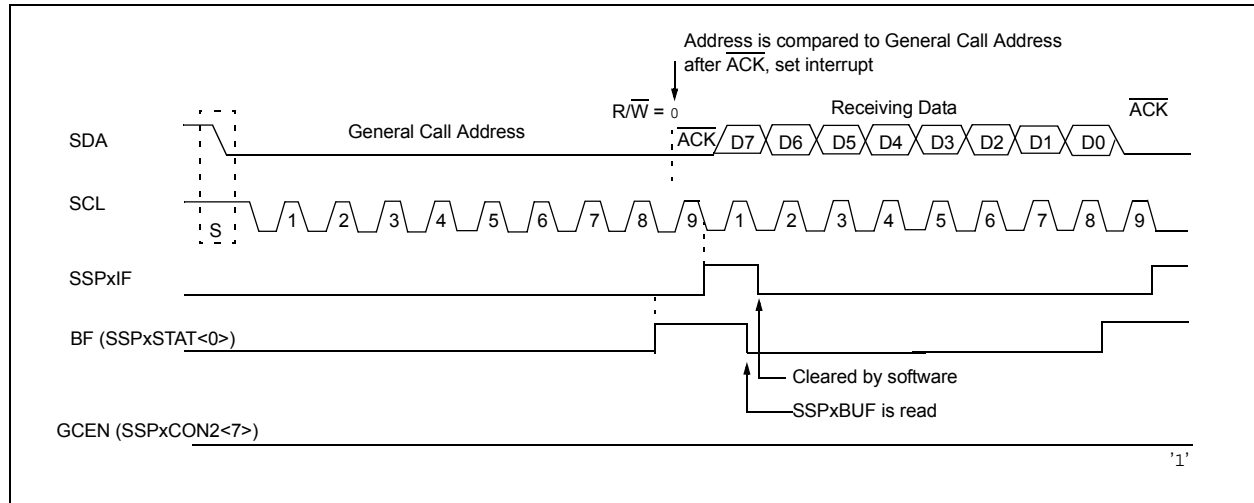 Address is compared to General Call Address
after ACK, set interrupt
R/W = 0
Receiving Data
ACK
SDA
General Call Address
ACK
D7 D6 D5 D4 D3 D2 D1 D0
SCL
S
1 2 3 4 5 6 7 8 9 1 2 3 4 5 6 7 8 9
SSPxIF
BF (SSPxSTAT<0>)
Cleared by software
SSPxBUF is read
GCEN (SSPxCON2<7>)
'1'